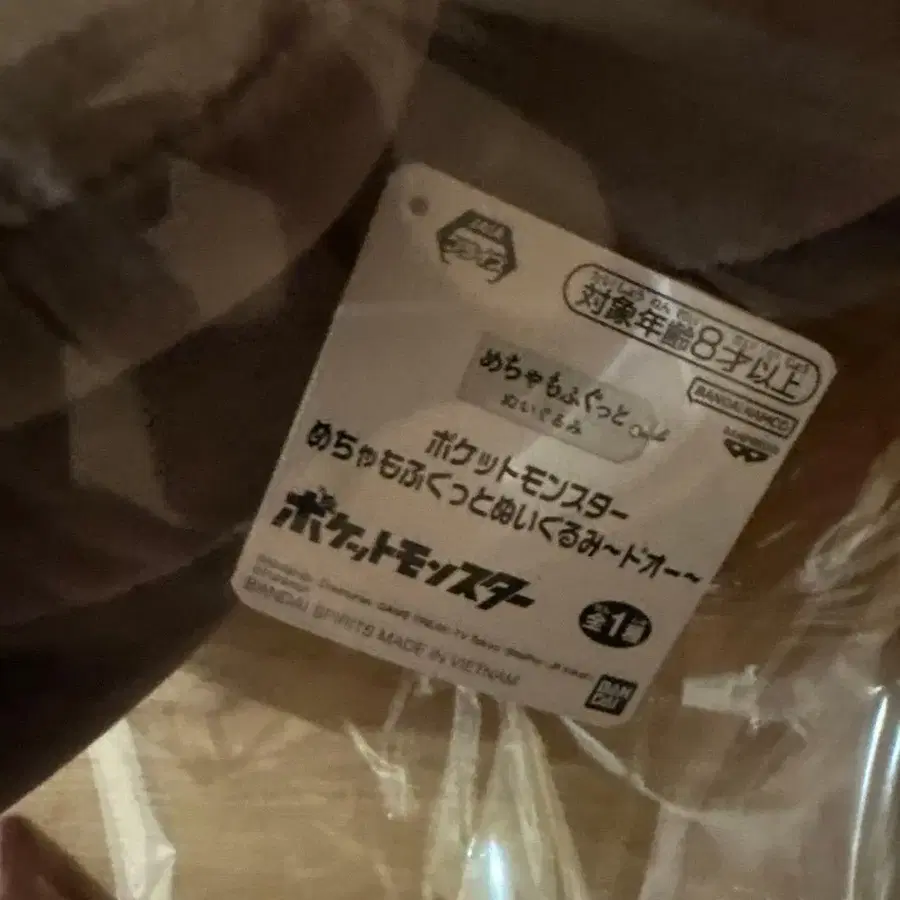 対象年齢8才以上
BANDAI NAMCO
めちゃもふぐっと
ぬいぐるみ
ポケットモンスター
めちゃもふぐっとぬいぐるみ～ドオー～
ポケットモンスター
全1種
BANDAI SPIRITS MADE IN VIETNAM
BAN
DAI